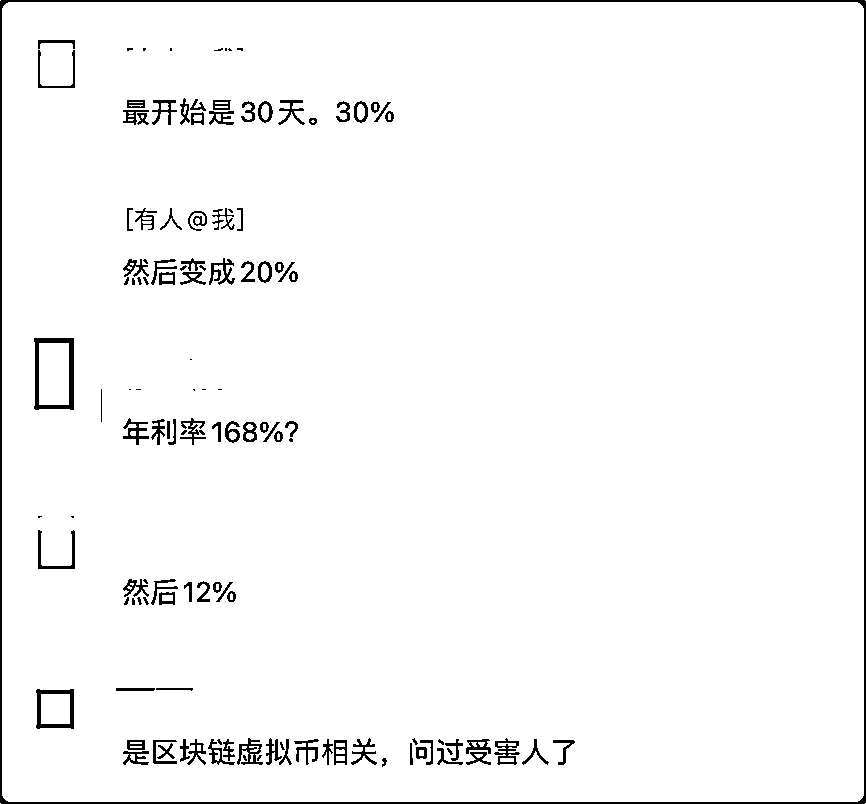 最开始是30天。30%
[有人@我]
然后变成20%
年利率168%?
然后12%
是区块链虚拟币相关，问过受害人了